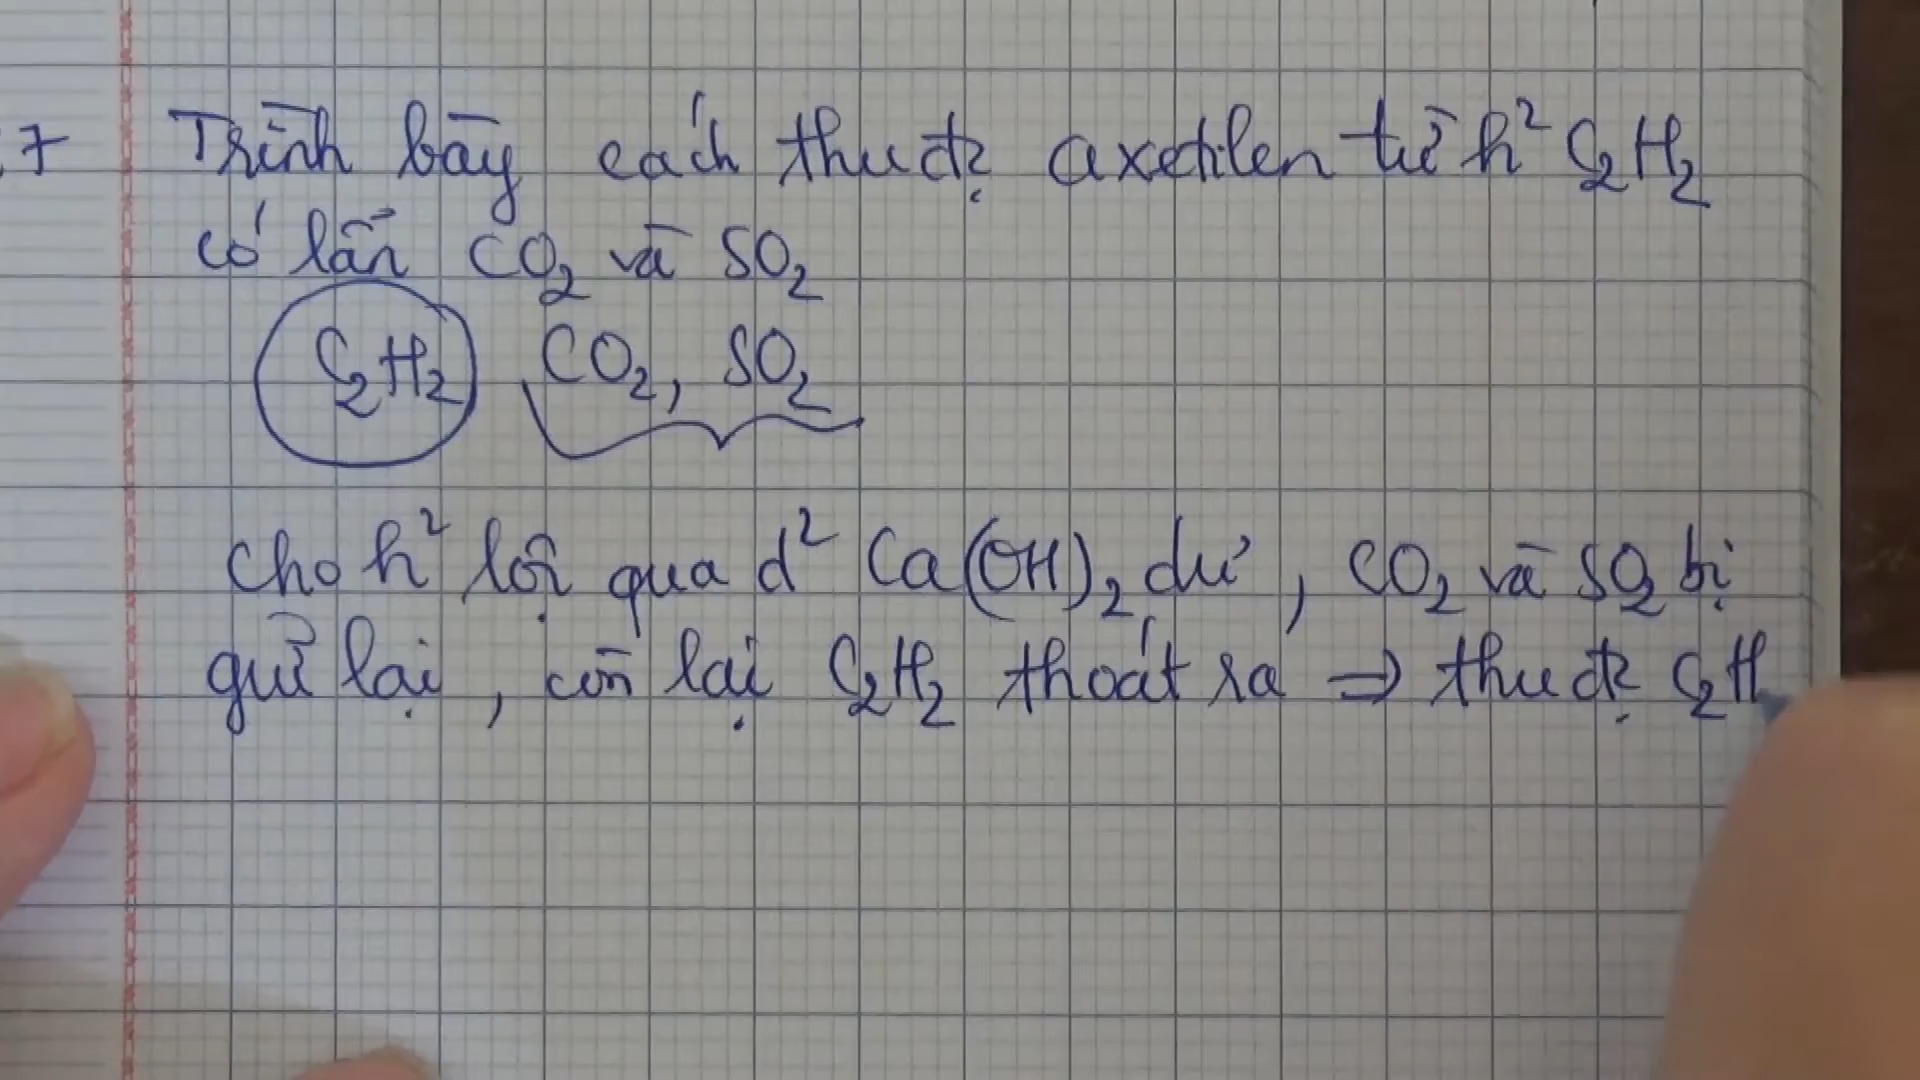 7 Trình bày cách thu đc axetilen từ h² C₂H₂
có lẫn CO₂ và SO₂
C₂H₂ CO₂, SO₂
Cho h² lội qua d² Ca(OH)₂ dư, CO₂ và SO₂ bị
giữ lại, còn lại C₂H₂ thoát ra ⇒ thu đc C₂H